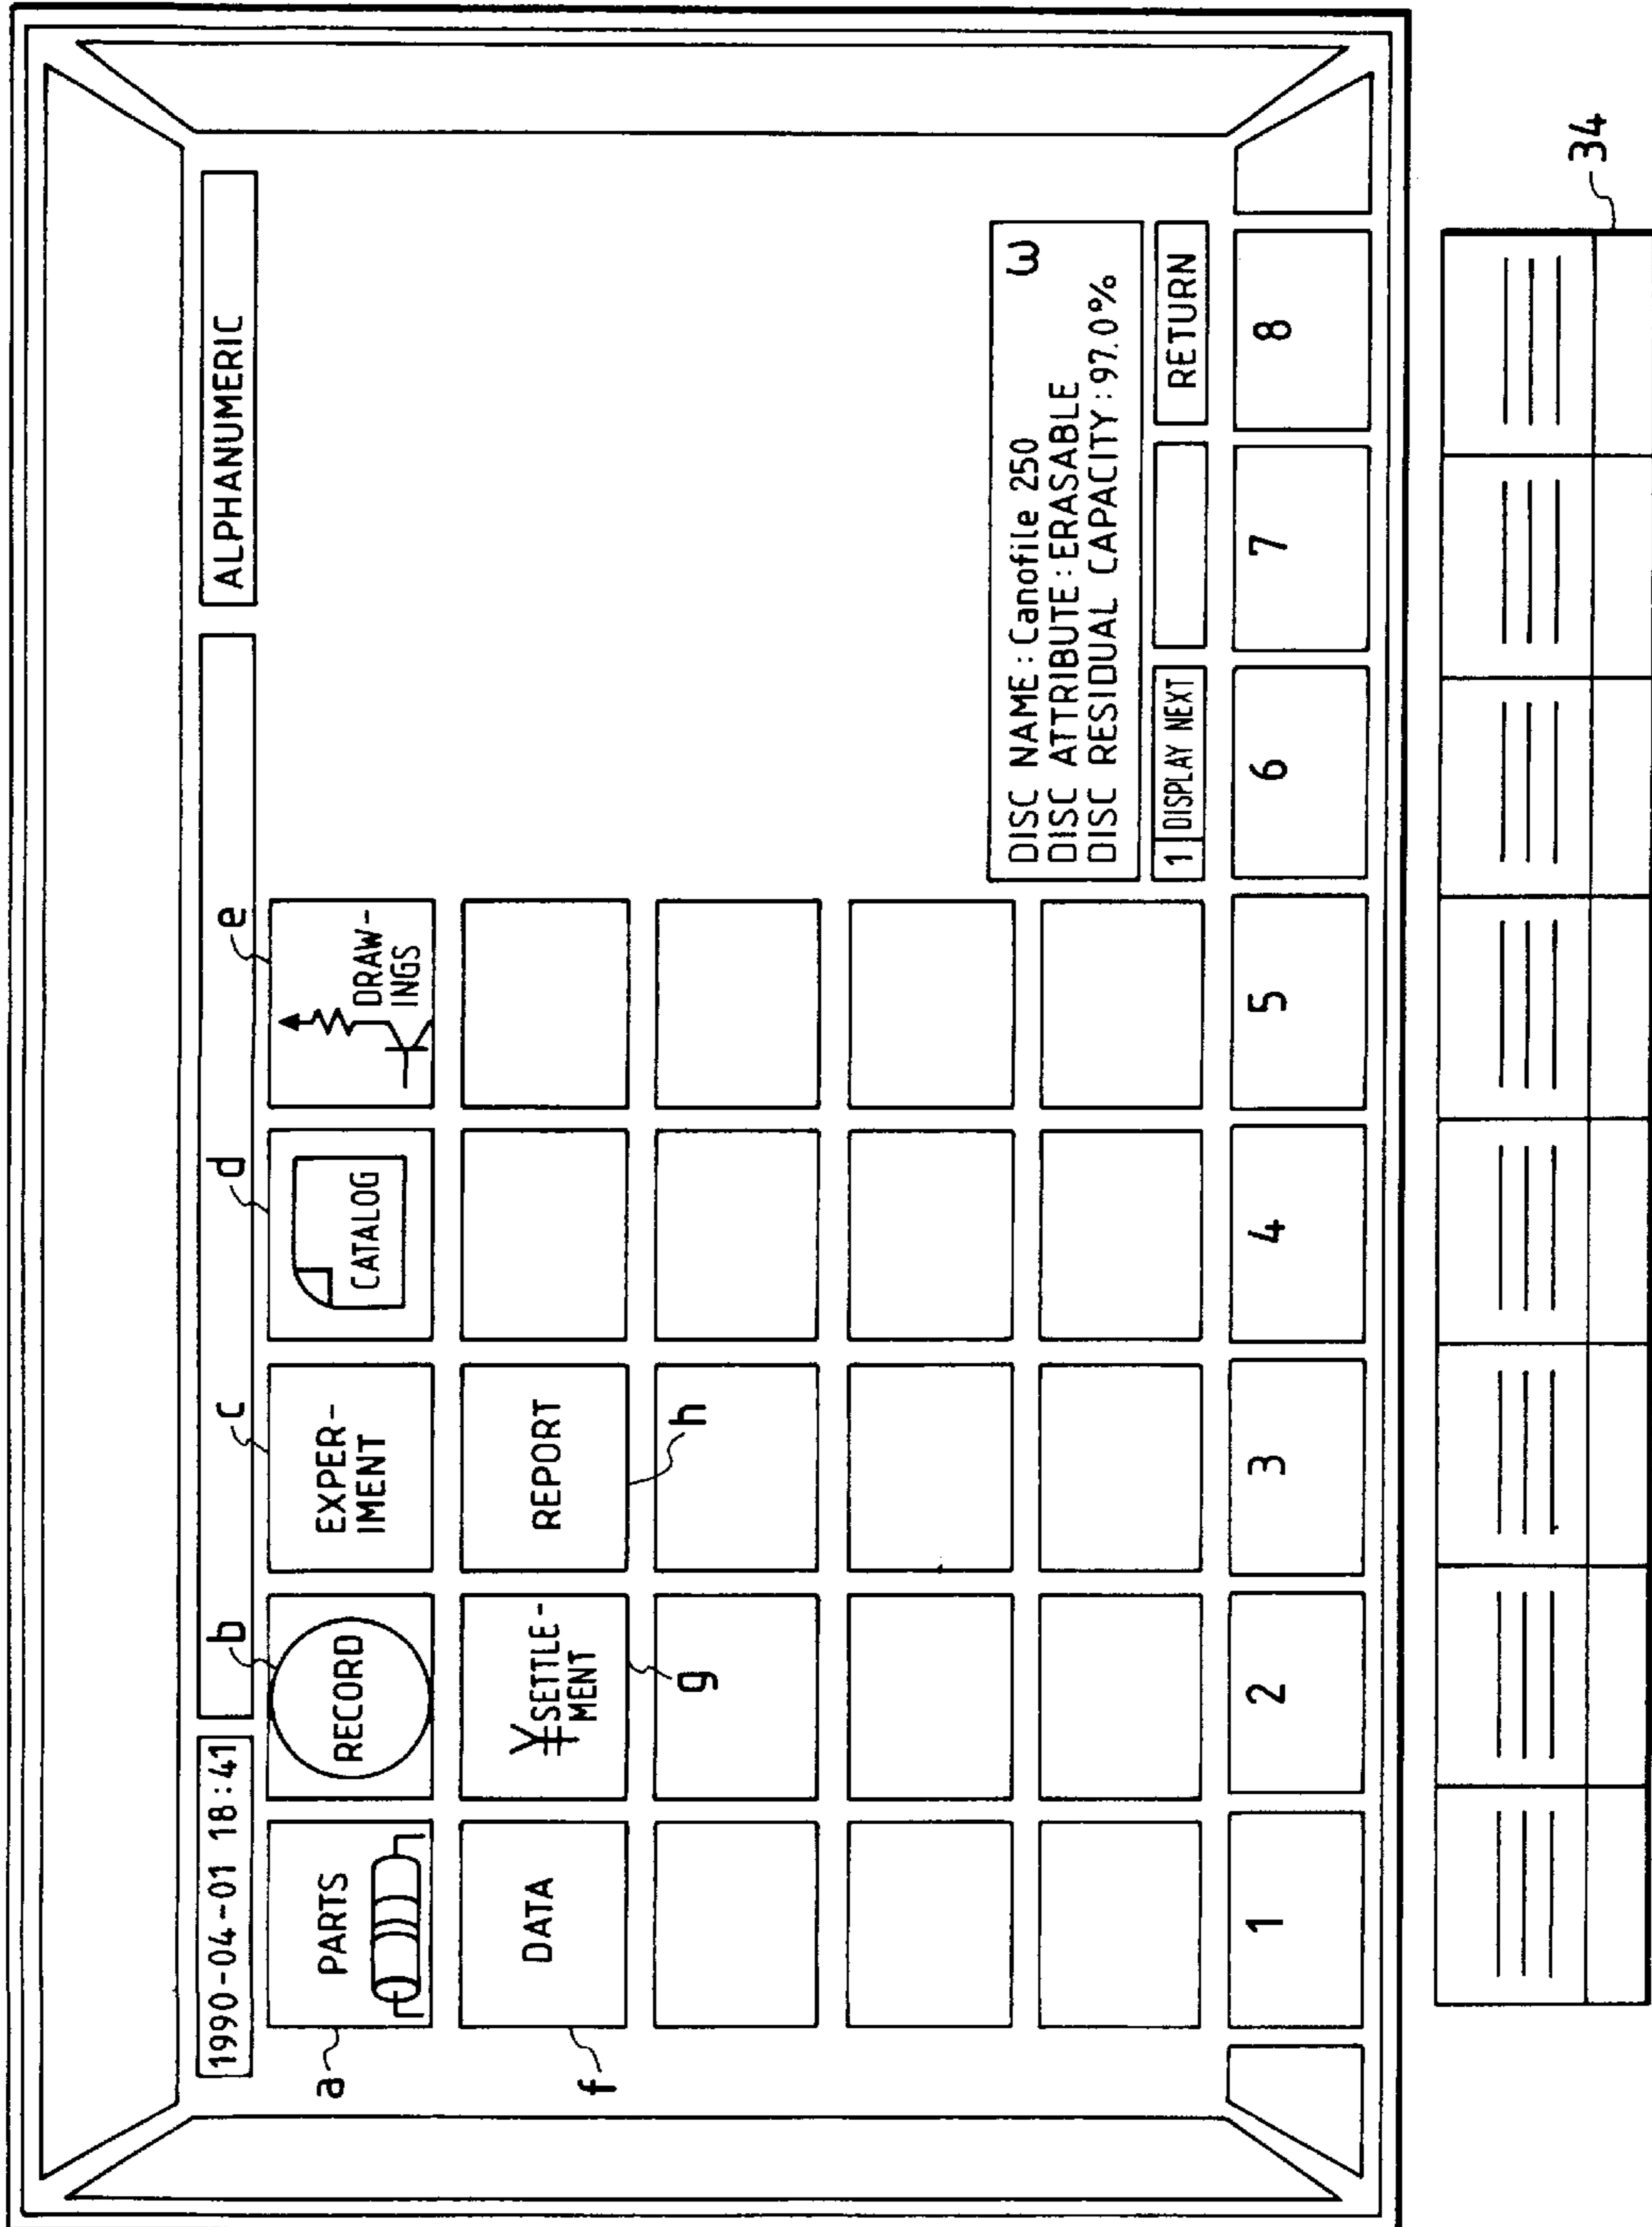 1990-04-01 18:41
ALPHANUMERIC
a
b
c
d
e
PARTS
RECORD
EXPER-
IMENT
CATALOG
DRAW-
INGS
f
DATA
¥SETTLE-
MENT
REPORT
g
h
DISC NAME:Canofile 250
ω
DISC ATTRIBUTE:ERASABLE
DISC RESIDUAL CAPACITY:97.0%
1 DISPLAY NEXT
RETURN
1 2 3 4 5 6 7 8
34